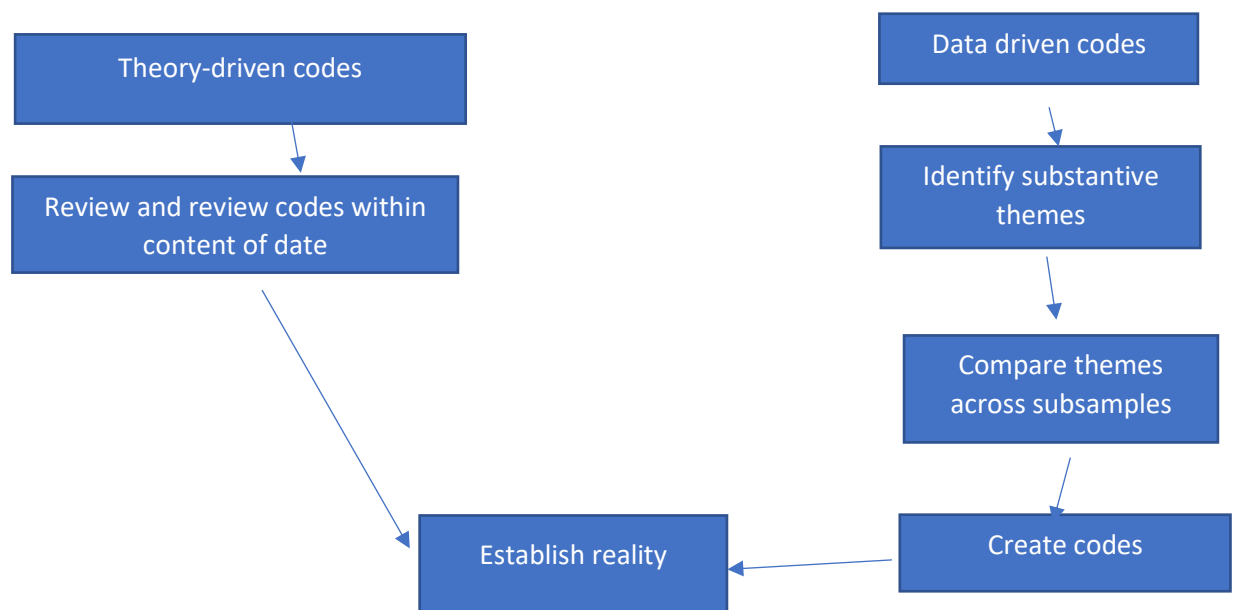 Theory-driven codes
Review and review codes within
content of date
Data driven codes
Identify substantive
themes
Compare themes
across subsamples
Create codes
Establish reality